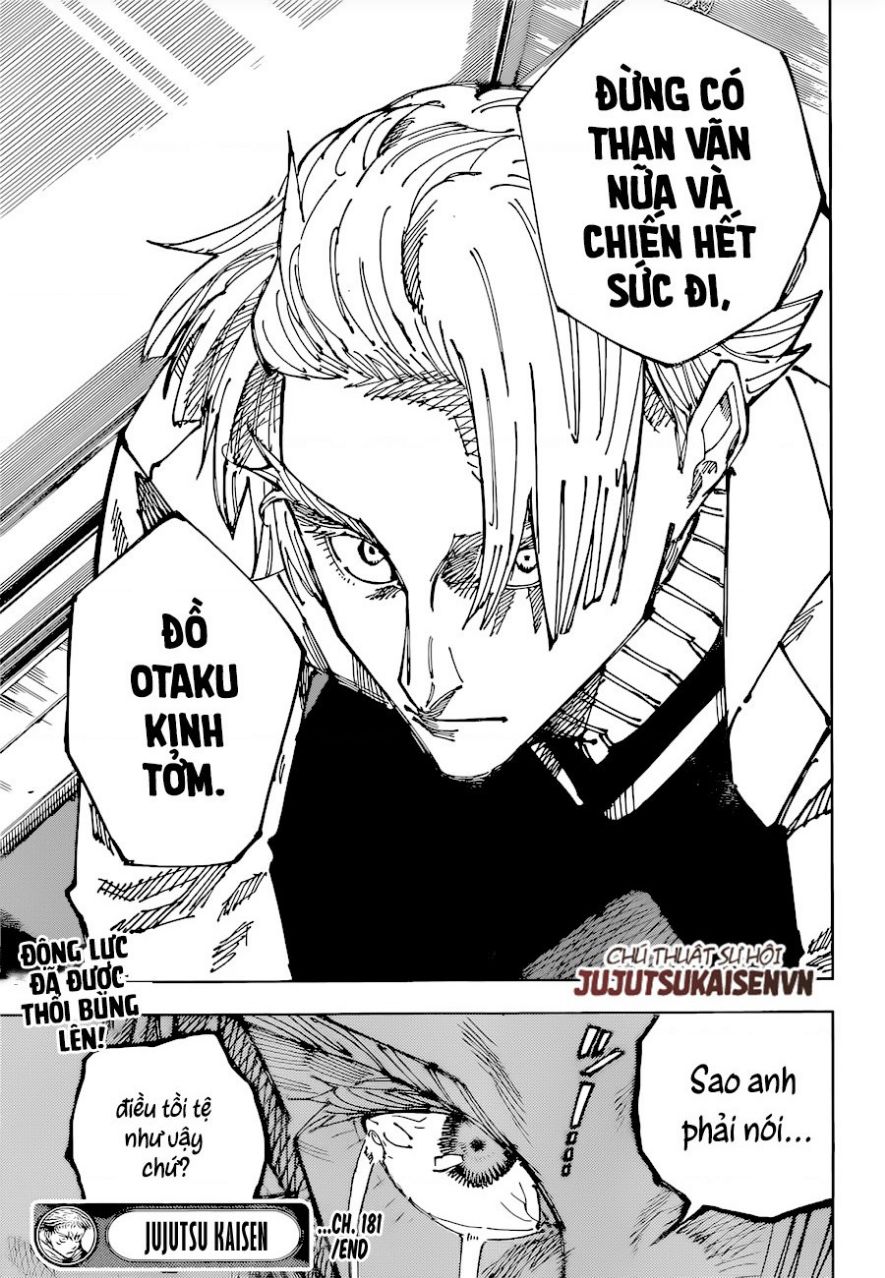 ĐỪNG CÓ
THAN VÃN
NỮA VÀ
CHIẾN HẾT
SỨC ĐI,
ĐỒ
OTAKU
KỊNH
TỞM.
ĐỘNG LỰC
ĐÃ ĐƯỢC
THỔI BÙNG
LÊN!
CHÚ THUẬT SƯ HỘI
JUJUTSUKAISENVN
Sao anh
phải nói...
điều tồi tệ
như vậy
chứ?
JUJUTSU KAISEN
...CH. 181
/END